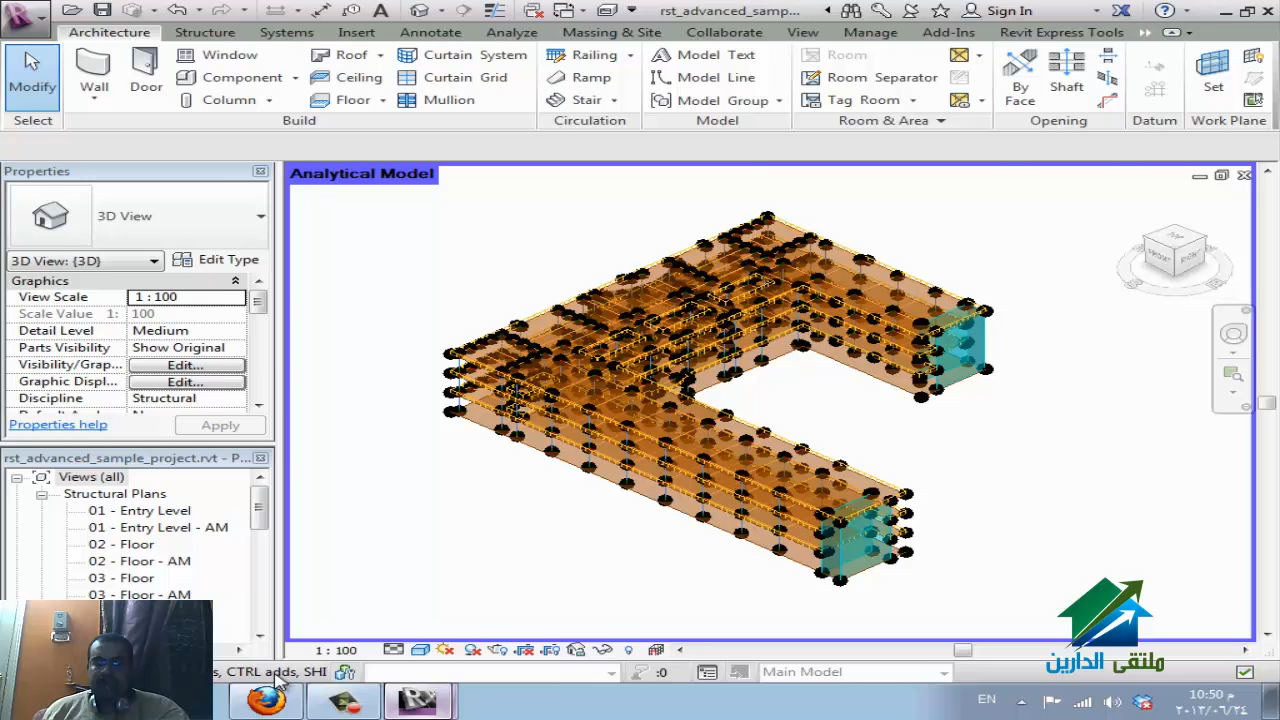 rst_advanced_samp...
Sign In
Architecture Structure Systems Insert Annotate Analyze Massing & Site Collaborate View Manage Add-Ins Revit Express Tools
Modify
Wall
Door
Window
Component
Column
Roof
Ceiling
Floor
Curtain System
Curtain Grid
Mullion
Railing
Ramp
Stair
Model Text
Model Line
Model Group
Room
Room Separator
Tag Room
By
Face
Shaft
Set
Select
Build
Circulation
Model
Room & Area
Opening
Datum
Work Plane
Properties
3D View
3D View: {3D}
Edit Type
Graphics
View Scale 1 : 100
Scale Value 1: 100
Detail Level Medium
Parts Visibility Show Original
Visibility/Grap... Edit...
Graphic Displ... Edit...
Discipline Structural
Properties help
Apply
rst_advanced_sample_project.rvt - P...
Views (all)
Structural Plans
01 - Entry Level
01 - Entry Level - AM
02 - Floor
02 - Floor - AM
03 - Floor
03 - Floor - AM
Analytical Model
TOP
FRONT
RIGHT
1 : 100
s, CTRL adds, SHI
:0
Main Model
ملتقى الدارين
EN
10:50 م
٢٠١٣/٠٦/٢٤